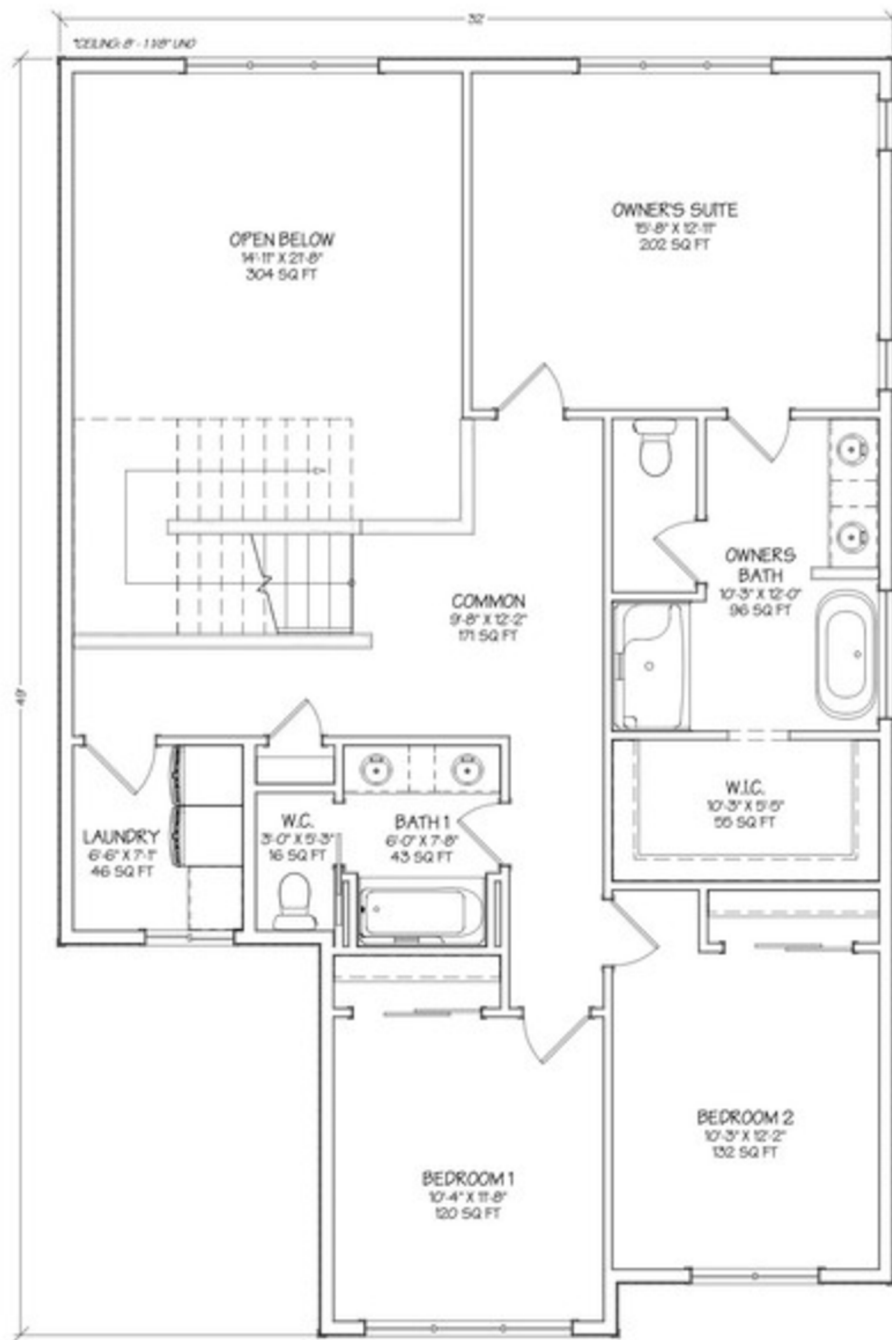 32'
*CEILING: 8' - 1 1/8" UNO
OPEN BELOW
14'-11" X 21'-8"
304 SQ FT
OWNER'S SUITE
15'-8" X 12'-11"
202 SQ FT
COMMON
9'-8" X 12'-2"
171 SQ FT
OWNERS
BATH
10'-3" X 12'-0"
96 SQ FT
49'
LAUNDRY
6'-6" X 7'-1"
46 SQ FT
W.C.
3'-0" X 5'-3"
16 SQ FT
BATH 1
6'-0" X 7'-8"
43 SQ FT
W.I.C.
10'-3" X 5'-5"
55 SQ FT
BEDROOM 1
10'-4" X 11'-8"
120 SQ FT
BEDROOM 2
10'-3" X 12'-2"
132 SQ FT